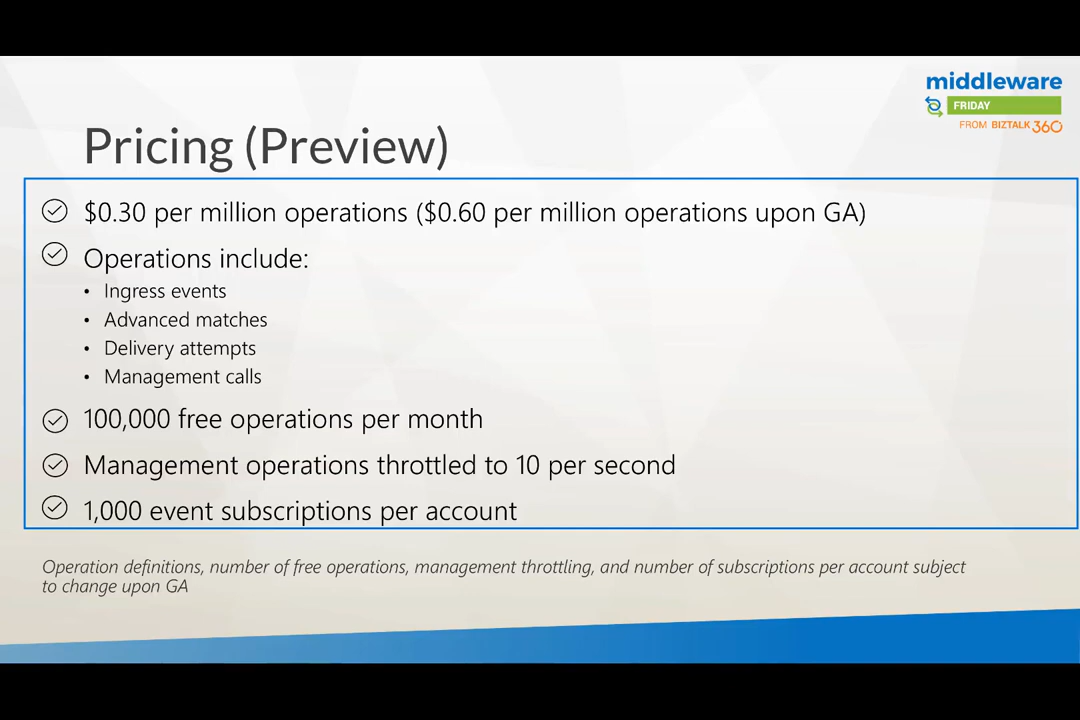 middleware
FRIDAY
FROM BIZTALK360
Pricing (Preview)
$0.30 per million operations ($0.60 per million operations upon GA)
Operations include:
• Ingress events
• Advanced matches
• Delivery attempts
• Management calls
100,000 free operations per month
Management operations throttled to 10 per second
1,000 event subscriptions per account
Operation definitions, number of free operations, management throttling, and number of subscriptions per account subject
to change upon GA